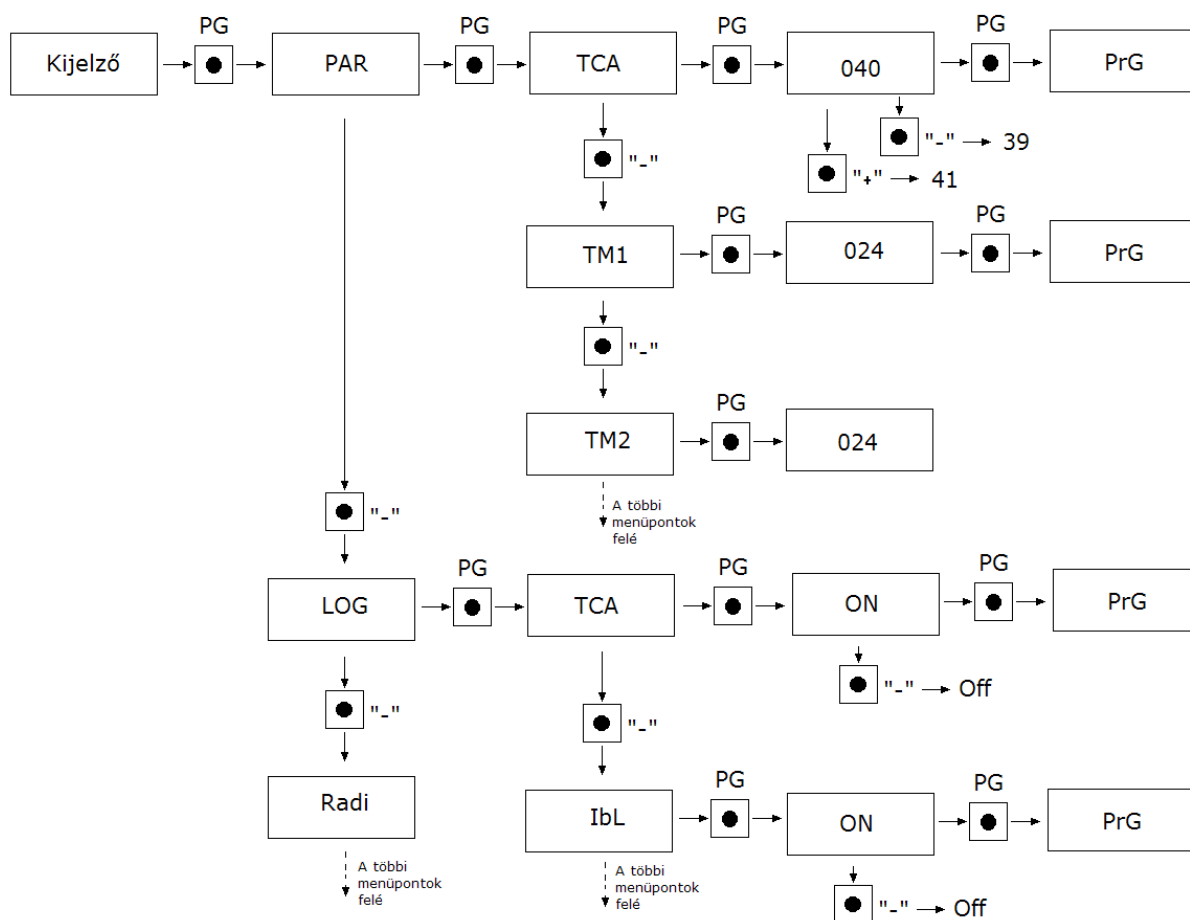 PG PG PG PG
Kijelző PAR TCA 040 PrG
"-" → 39
"-"
"+" → 41
PG PG
TM1 024 PrG
"-"
PG
TM2 024
"-"
A többi
menüpontok
felé
PG PG PG
LOG TCA ON PrG
"-" → Off
"-" "-"
PG PG
Radi IbL ON PrG
A többi
menüpontok
felé
A többi
menüpontok
felé
"-" → Off